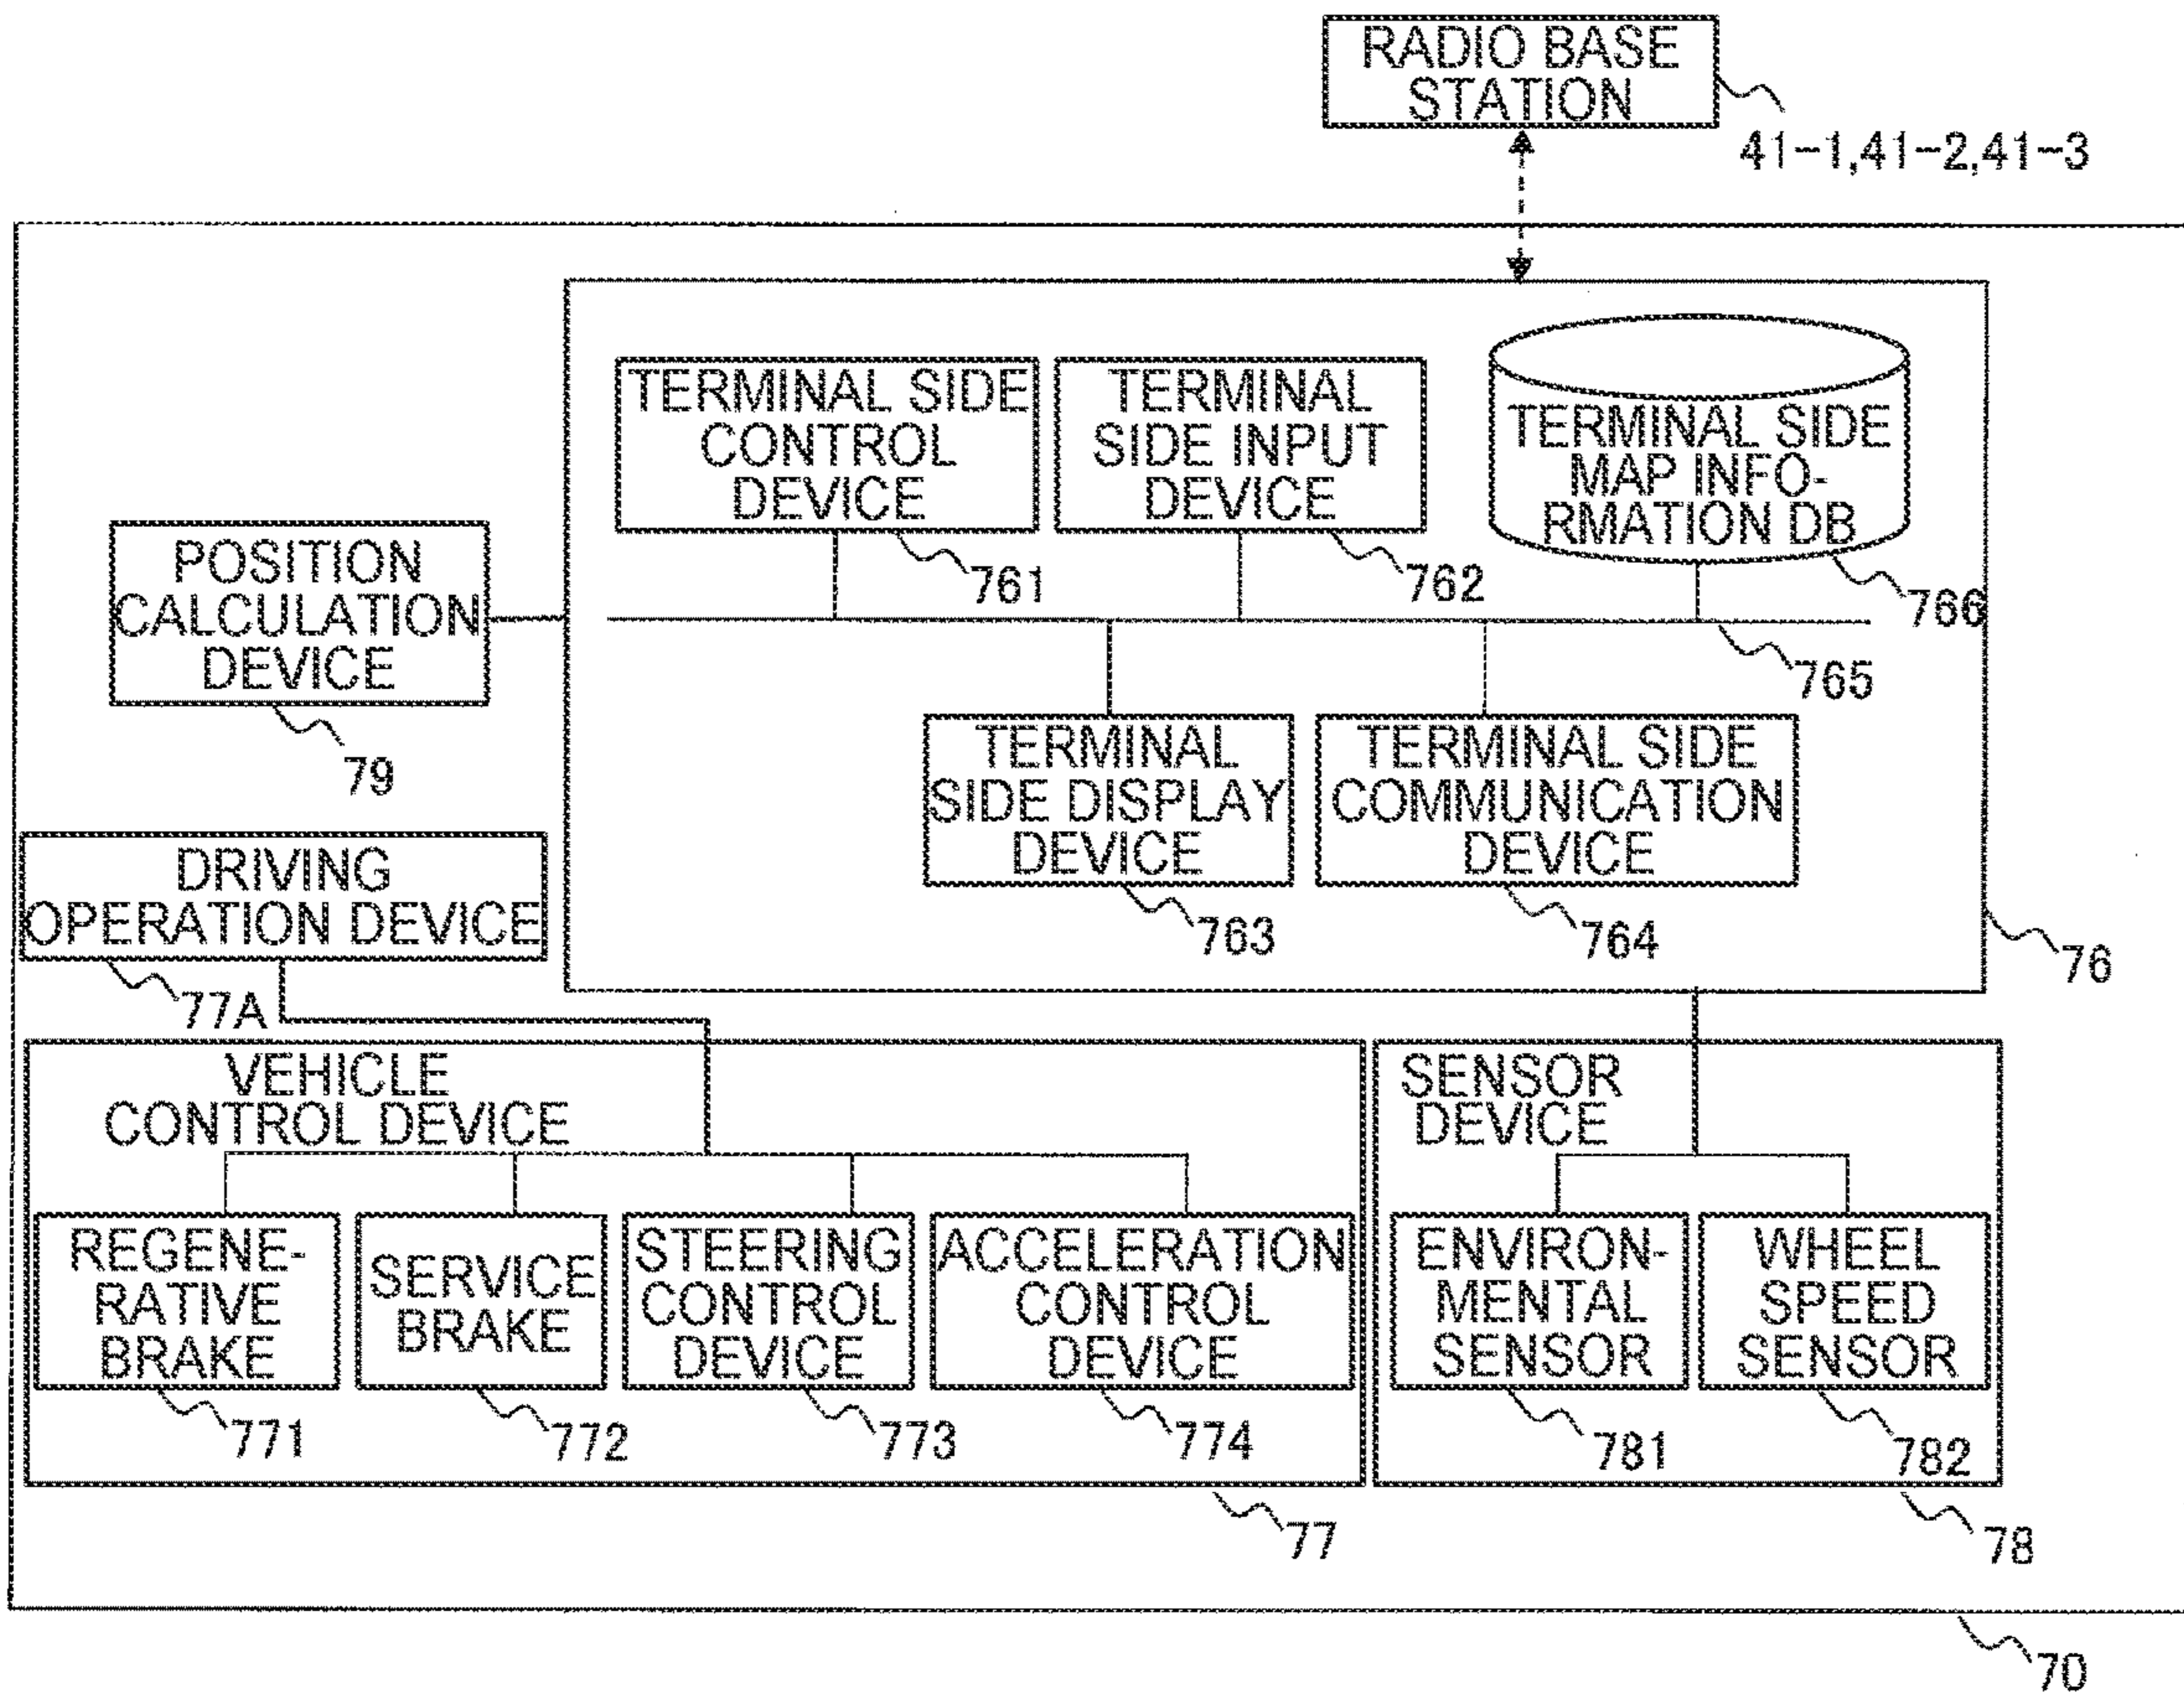 RADIO BASE
STATION
41-1,41-2,41-3
TERMINAL SIDE
CONTROL
DEVICE
761
TERMINAL
SIDE INPUT
DEVICE
762
TERMINAL SIDE
MAP INFO-
RMATION DB
766
765
POSITION
CALCULATION
DEVICE
79
TERMINAL
SIDE DISPLAY
DEVICE
763
TERMINAL SIDE
COMMUNICATION
DEVICE
764
76
DRIVING
OPERATION DEVICE
77A
VEHICLE
CONTROL DEVICE
REGENE-
RATIVE
BRAKE
771
SERVICE
BRAKE
772
STEERING
CONTROL
DEVICE
773
ACCELERATION
CONTROL
DEVICE
774
77
SENSOR
DEVICE
ENVIRON-
MENTAL
SENSOR
781
WHEEL
SPEED
SENSOR
782
78
70